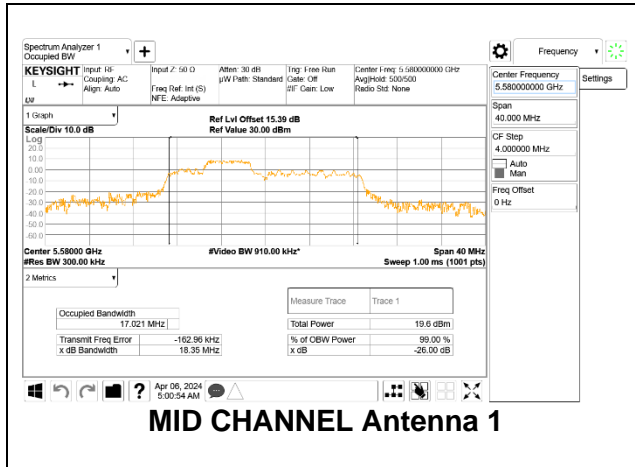 Spectrum Analyzer 1
Occupied BW
+
Frequency
KEYSIGHT
L
Input: RF
Coupling: AC
Align: Auto
Input Z: 50 Ω
Freq Ref: Int (S)
NFE: Adaptive
Atten: 30 dB
µW Path: Standard
Trig: Free Run
Gate: Off
#IF Gain: Low
Center Freq: 5.580000000 GHz
Avg|Hold: 500/500
Radio Std: None
Center Frequency
5.580000000 GHz
Settings
Span
40.000 MHz
CF Step
4.000000 MHz
Auto
Man
Freq Offset
0 Hz
1 Graph
Scale/Div 10.0 dB
Ref Lvl Offset 15.39 dB
Ref Value 30.00 dBm
Log
20.0
10.0
0.00
-10.0
-20.0
-30.0
-40.0
-50.0
-60.0
Center 5.58000 GHz
#Video BW 910.00 kHz*
Span 40 MHz
#Res BW 300.00 kHz
Sweep 1.00 ms (1001 pts)
2 Metrics
Measure Trace
Trace 1
Occupied Bandwidth
17.021 MHz
Total Power
19.6 dBm
Transmit Freq Error
-162.96 kHz
% of OBW Power
99.00 %
x dB Bandwidth
18.35 MHz
x dB
-26.00 dB
?
Apr 06, 2024
5:00:54 AM
MID CHANNEL Antenna 1